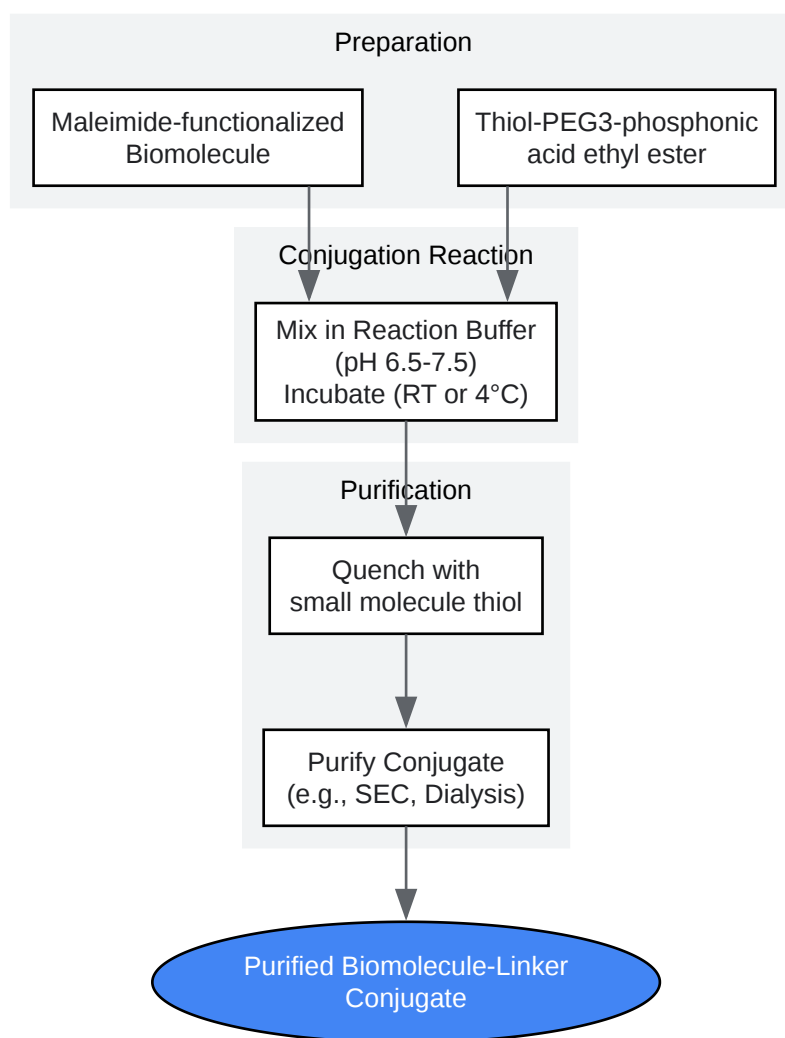 Preparation
Maleimide-functionalized
Biomolecule
Thiol-PEG3-phosphonic
acid ethyl ester
Conjugation Reaction
Mix in Reaction Buffer
(pH 6.5-7.5)
Incubate (RT or 4°C)
Purification
Quench with
small molecule thiol
Purify Conjugate
(e.g., SEC, Dialysis)
Purified Biomolecule-Linker
Conjugate